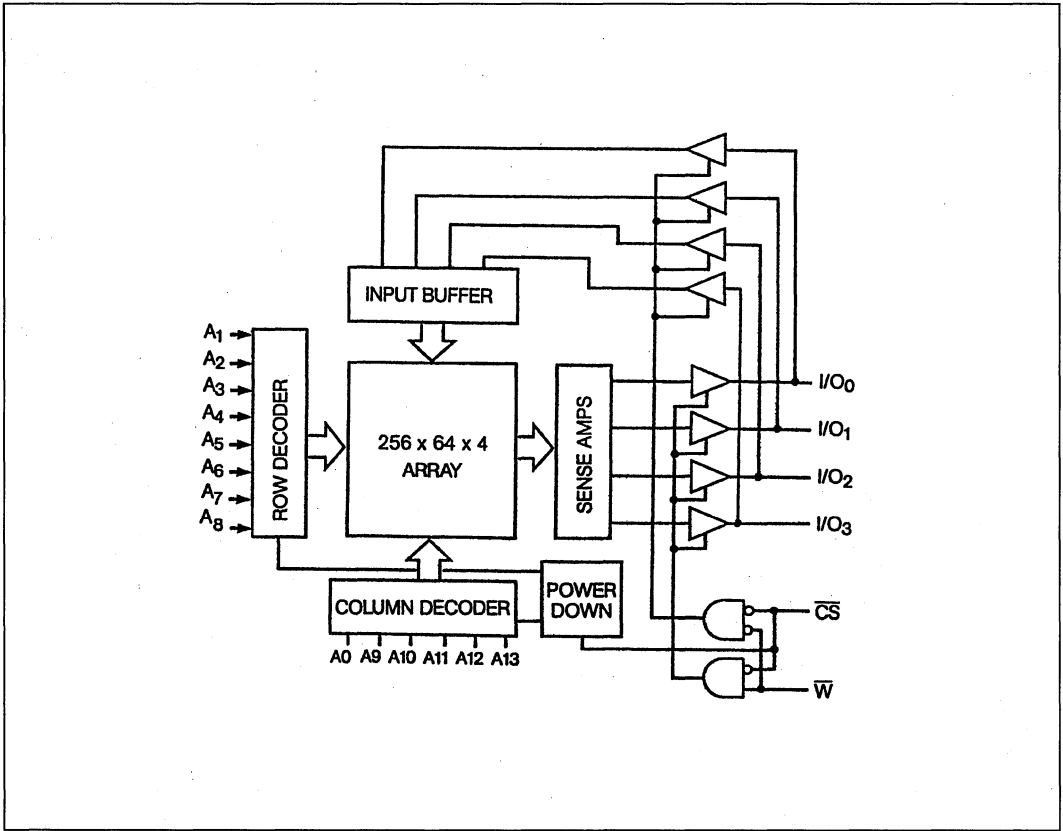 INPUT BUFFER
A1
A2
A3
A4
A5
A6
A7
A8
ROW DECODER
256 x 64 x 4
ARRAY
SENSE AMPS
I/O0
I/O1
I/O2
I/O3
COLUMN DECODER
A0 A9 A10 A11 A12 A13
POWER
DOWN
C̅S̅
W̅